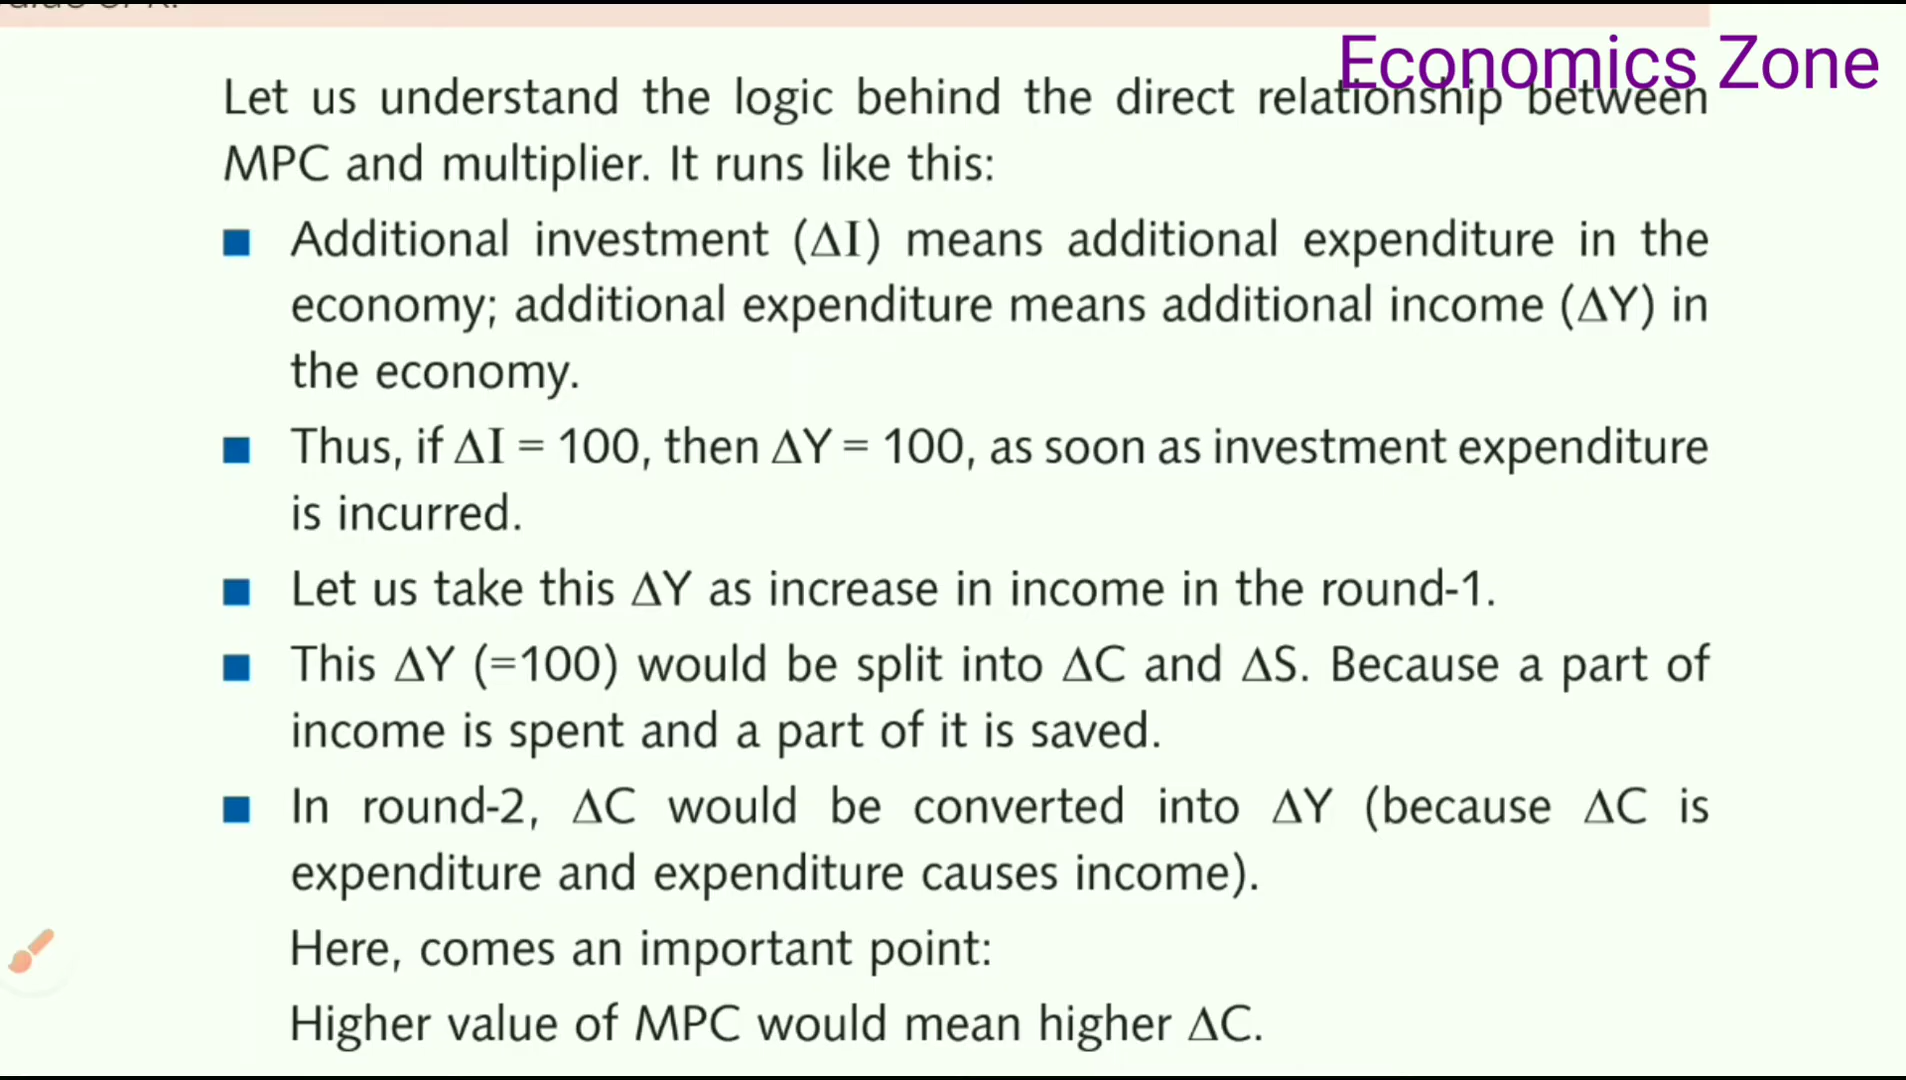 Economics Zone
Let us understand the logic behind the direct relationship between
MPC and multiplier. It runs like this:
■ Additional investment (ΔI) means additional expenditure in the
economy; additional expenditure means additional income (ΔY) in
the economy.
■ Thus, if ΔI = 100, then ΔY = 100, as soon as investment expenditure
is incurred.
■ Let us take this ΔY as increase in income in the round-1.
■ This ΔY (=100) would be split into ΔC and ΔS. Because a part of
income is spent and a part of it is saved.
■ In round-2, ΔC would be converted into ΔY (because ΔC is
expenditure and expenditure causes income).
Here, comes an important point:
Higher value of MPC would mean higher ΔC.